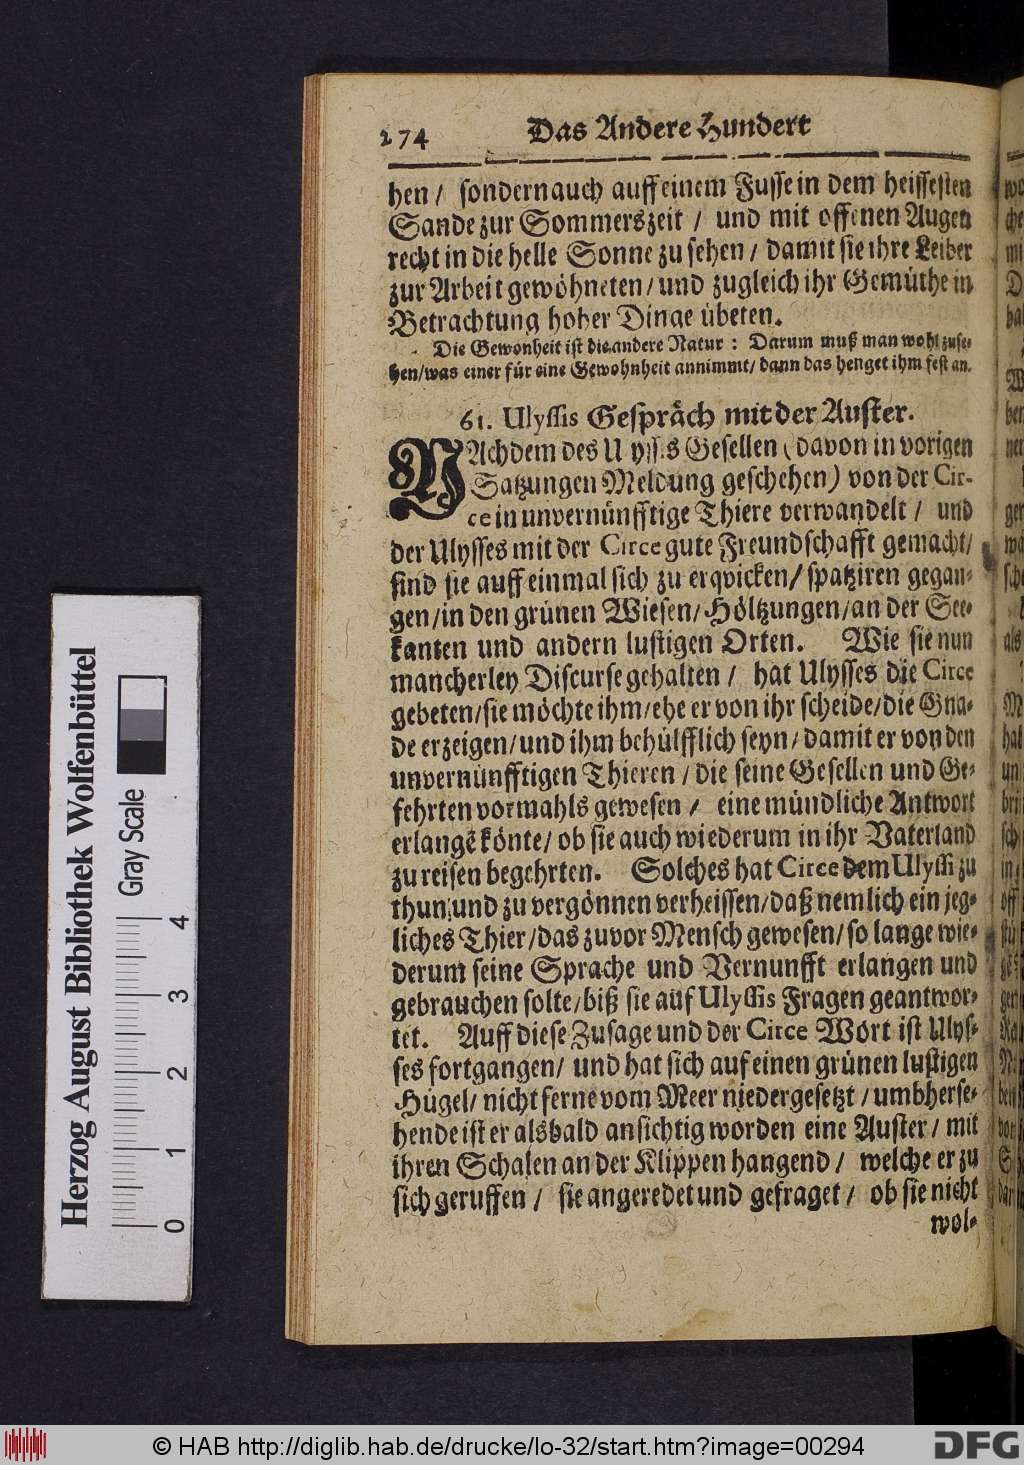 274 Das Andere Hundert
hen / sondern auch auff einem Fusse in dem heissesten
Sande zur Sommerszeit / und mit offenen Augen
recht in die helle Sonne zu sehen / damit sie ihre Leiber
zur Arbeit gewöhneten / und zugleich ihr Gemüthe in
Betrachtung hoher Dinge übeten.
Die Gewonheit ist die andere Natur : Darum muß man wohl zuse-
hen/was einer für eine Gewohnheit annimmt/ dann das henget ihm fest an.
61. Ulyssis Gespräch mit der Auster.
NAchdem des Ulysses Gesellen (davon in vorigen
Satzungen Meldung geschehen) von der Cir-
ce in unvernünfftige Thiere verwandelt / und
der Ulysses mit der Circe gute Freundschafft gemacht/
sind sie auff einmal sich zu erqvicken/ spatziren gegan-
gen/in den grünen Wiesen/Höltzungen/an der See-
kanten und andern lustigen Orten. Wie sie nun
mancherley Discurse gehalten / hat Ulysses die Circe
gebeten/sie möchte ihm/ehe er von ihr scheide/die Gna-
de erzeigen/und ihm behülfflich seyn/damit er von den
unvernünfftigen Thieren / die seine Gesellen und Ge-
fehrten vormahls gewesen / eine mündliche Antwort
erlangẽ könte/ ob sie auch wiederum in ihr Vaterland
zu reisen begehrten. Solches hat Circe dem Ulyssi zu
thun und zu vergönnen verheissen/daß nemlich ein jeg-
liches Thier/das zuvor Mensch gewesen/so lange wie-
derum seine Sprache und Vernunfft erlangen und
gebrauchen solte/biß sie auf Ulyssis Fragen geantwor-
tet. Auff diese Zusage und der Circe Wort ist Ulys-
ses fortgangen/ und hat sich auf einen grünen lustigen
Hügel/ nicht ferne vom Meer niedergesetzt / umbherse-
hende ist er alsbald ansichtig worden eine Auster / mit
ihren Schalen an der Klippen hangend / welche er zu
sich geruffen / sie angeredet und gefraget / ob sie nicht
wol-
Herzog August Bibliothek Wolfenbüttel
Gray Scale
0 1 2 3 4
© HAB http://diglib.hab.de/drucke/lo-32/start.htm?image=00294
DFG